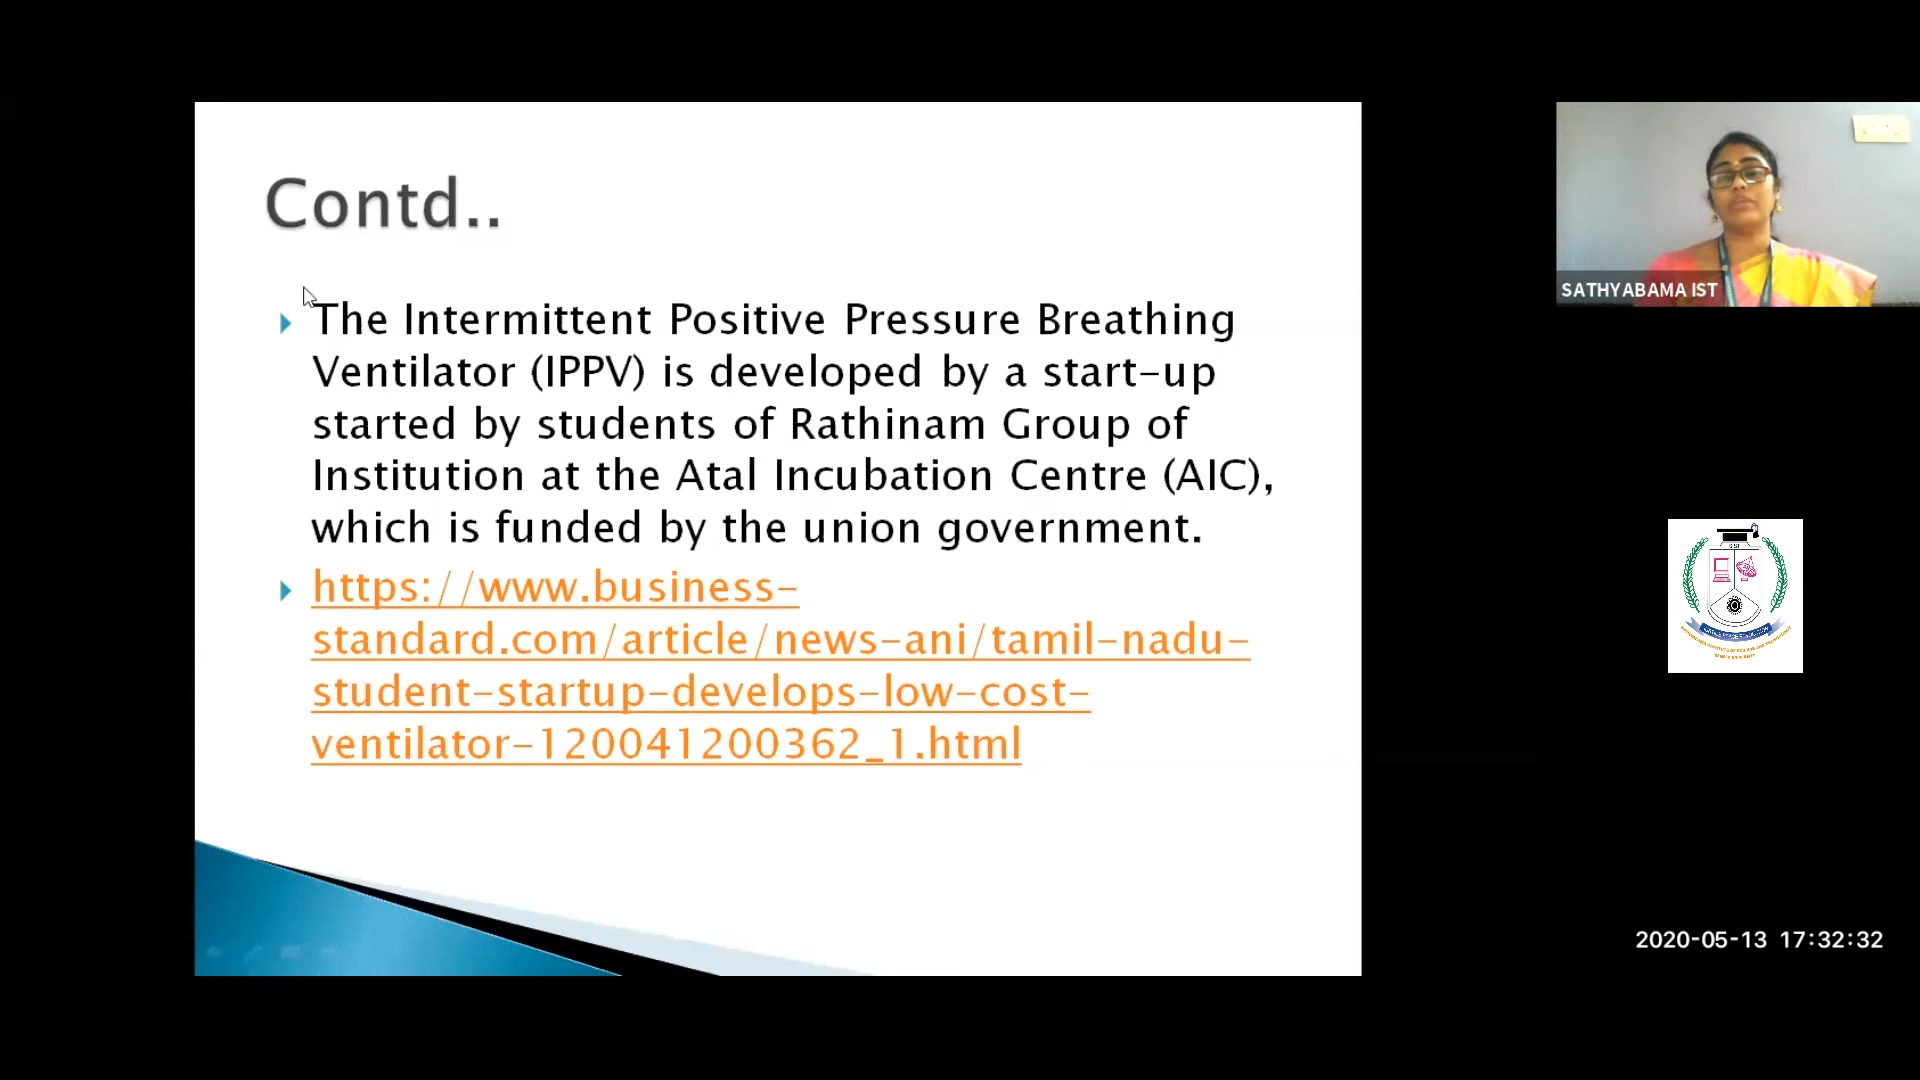 Contd..
The Intermittent Positive Pressure Breathing
Ventilator (IPPV) is developed by a start-up
started by students of Rathinam Group of
Institution at the Atal Incubation Centre (AIC),
which is funded by the union government.
https://www.business-
standard.com/article/news-ani/tamil-nadu-
student-startup-develops-low-cost-
ventilator-120041200362_1.html
SATHYABAMA IST
2020-05-13 17:32:32